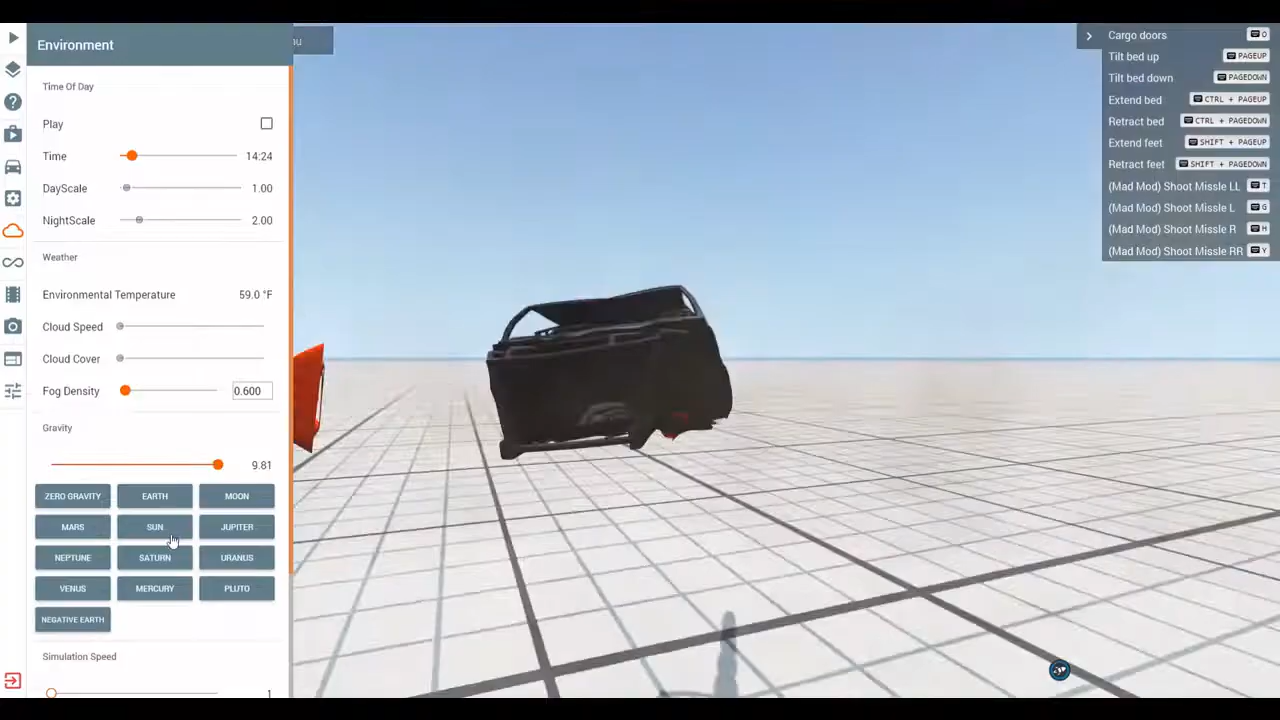 Environment
Time Of Day
Play
Time 14:24
DayScale 1.00
NightScale 2.00
Weather
Environmental Temperature 59.0 °F
Cloud Speed
Cloud Cover
Fog Density 0.600
Gravity
9.81
ZERO GRAVITY EARTH MOON
MARS SUN JUPITER
NEPTUNE SATURN URANUS
VENUS MERCURY PLUTO
NEGATIVE EARTH
Simulation Speed
1
nu
Cargo doors O
Tilt bed up PAGEUP
Tilt bed down PAGEDOWN
Extend bed CTRL + PAGEUP
Retract bed CTRL + PAGEDOWN
Extend feet SHIFT + PAGEUP
Retract feet SHIFT + PAGEDOWN
(Mad Mod) Shoot Missle LL T
(Mad Mod) Shoot Missle L G
(Mad Mod) Shoot Missle R H
(Mad Mod) Shoot Missle RR Y